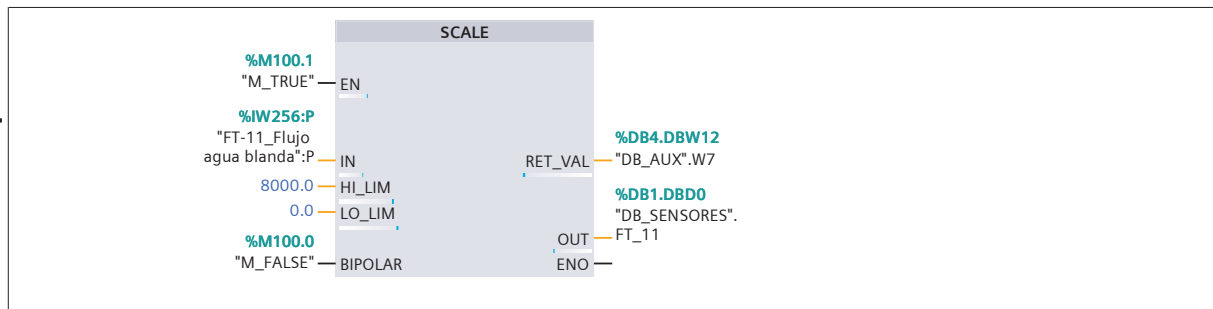 SCALE
%M100.1
"M_TRUE"
EN
%IW256:P
"FT-11_Flujo
agua blanda":P
IN
8000.0
HI_LIM
0.0
LO_LIM
%M100.0
"M_FALSE"
BIPOLAR
%DB4.DBW12
RET_VAL
"DB_AUX".W7
%DB1.DBD0
"DB_SENSORES".
OUT
FT_11
ENO